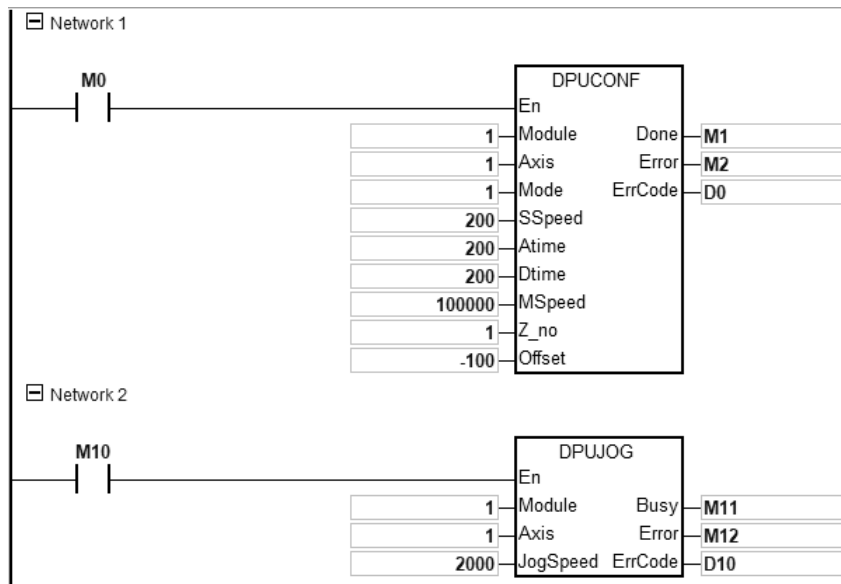 Network 1
M0
DPUCONF
En
1 Module Done M1
1 Axis Error M2
1 Mode ErrCode D0
200 SSpeed
200 Atime
200 Dtime
100000 MSpeed
1 Z_no
-100 Offset
Network 2
M10
DPUJOG
En
1 Module Busy M11
1 Axis Error M12
2000 JogSpeed ErrCode D10